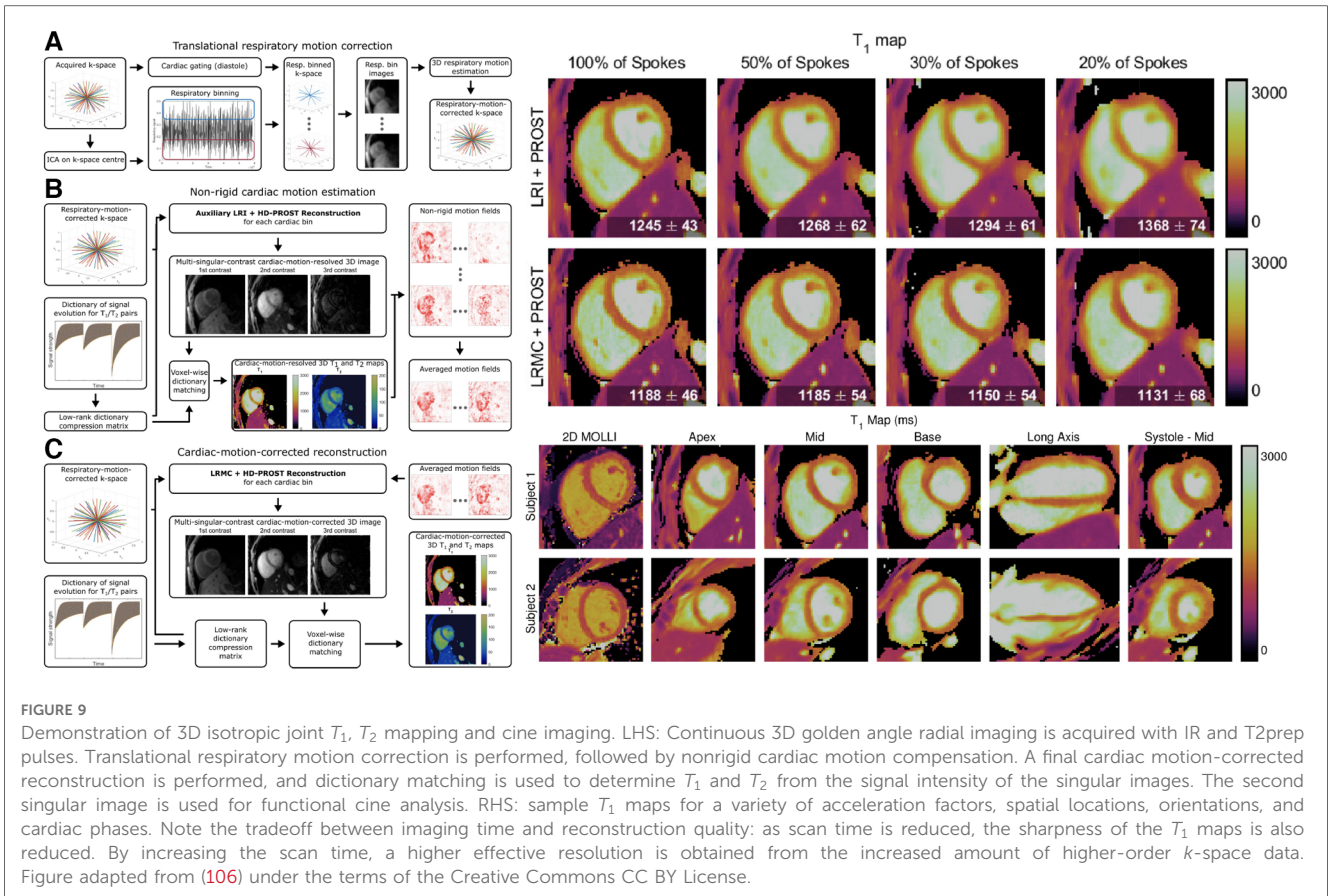 A
Translational respiratory motion correction
Acquired k-space
Cardiac gating (diastole)
Resp. binned
k-space
Resp. bin
images
3D respiratory motion
estimation
Respiratory binning
Respiratory-motion-
corrected k-space
Time
ICA on k-space centre
B
Non-rigid cardiac motion estimation
Respiratory-motion-
corrected k-space
Auxiliary LRI + HD-PROST Reconstruction
for each cardiac bin
Non-rigid motion fields
Multi-singular-contrast cardiac-motion-resolved 3D image
1st contrast 2nd contrast 3rd contrast
Dictionary of signal
evolution for T1/T2 pairs
Signal strength
Time
Voxel-wise
dictionary
matching
Cardiac-motion-resolved 3D T1 and T2 maps
T1 T2
Averaged motion fields
Low-rank dictionary
compression matrix
C
Cardiac-motion-corrected reconstruction
Respiratory-motion-
corrected k-space
LRMC + HD-PROST Reconstruction
for each cardiac bin
Averaged motion fields
Multi-singular-contrast cardiac-motion-corrected 3D image
1st contrast 2nd contrast 3rd contrast
Cardiac-motion-corrected
3D T1 and T2 maps
T1
T2
Dictionary of signal
evolution for T1/T2 pairs
Signal strength
Time
Low-rank
dictionary
compression
matrix
Voxel-wise
dictionary
matching
T1 map
100% of Spokes 50% of Spokes 30% of Spokes 20% of Spokes
LRI + PROST
1245 ± 43 1268 ± 62 1294 ± 61 1368 ± 74
3000
0
LRMC + PROST
1188 ± 46 1185 ± 54 1150 ± 54 1131 ± 68
3000
0
T1 Map (ms)
2D MOLLI Apex Mid Base Long Axis Systole - Mid
Subject 1
Subject 2
3000
0
FIGURE 9
Demonstration of 3D isotropic joint T1, T2 mapping and cine imaging. LHS: Continuous 3D golden angle radial imaging is acquired with IR and T2prep
pulses. Translational respiratory motion correction is performed, followed by nonrigid cardiac motion compensation. A final cardiac motion-corrected
reconstruction is performed, and dictionary matching is used to determine T1 and T2 from the signal intensity of the singular images. The second
singular image is used for functional cine analysis. RHS: sample T1 maps for a variety of acceleration factors, spatial locations, orientations, and
cardiac phases. Note the tradeoff between imaging time and reconstruction quality: as scan time is reduced, the sharpness of the T1 maps is also
reduced. By increasing the scan time, a higher effective resolution is obtained from the increased amount of higher-order k-space data.
Figure adapted from (106) under the terms of the Creative Commons CC BY License.